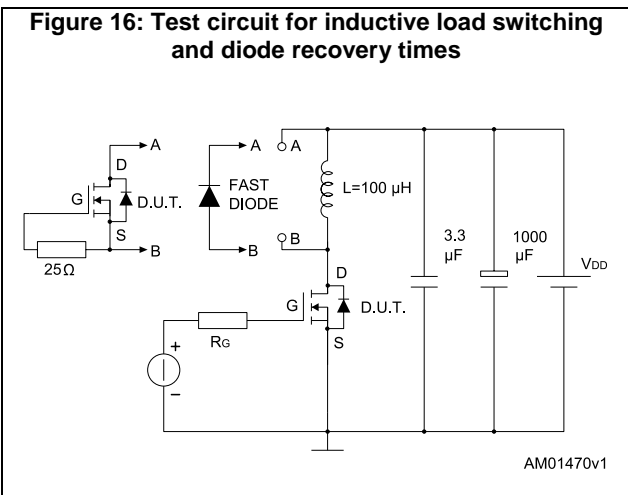 Figure 16: Test circuit for inductive load switching
and diode recovery times
A
D
G
D.U.T.
S
B
25Ω
A
FAST
DIODE
B
A
B
L=100 µH
D
G
D.U.T.
S
RG
+
−
3.3
µF
1000
µF
VDD
AM01470v1